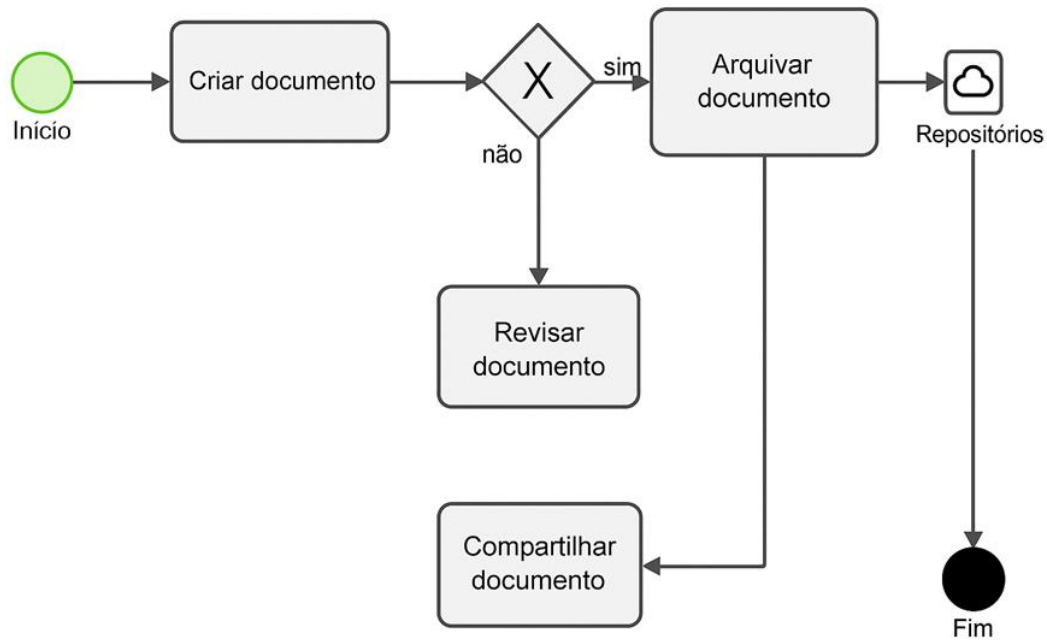 Início
Criar documento
X
sim
não
Arquivar
documento
Repositórios
Revisar
documento
Compartilhar
documento
Fim